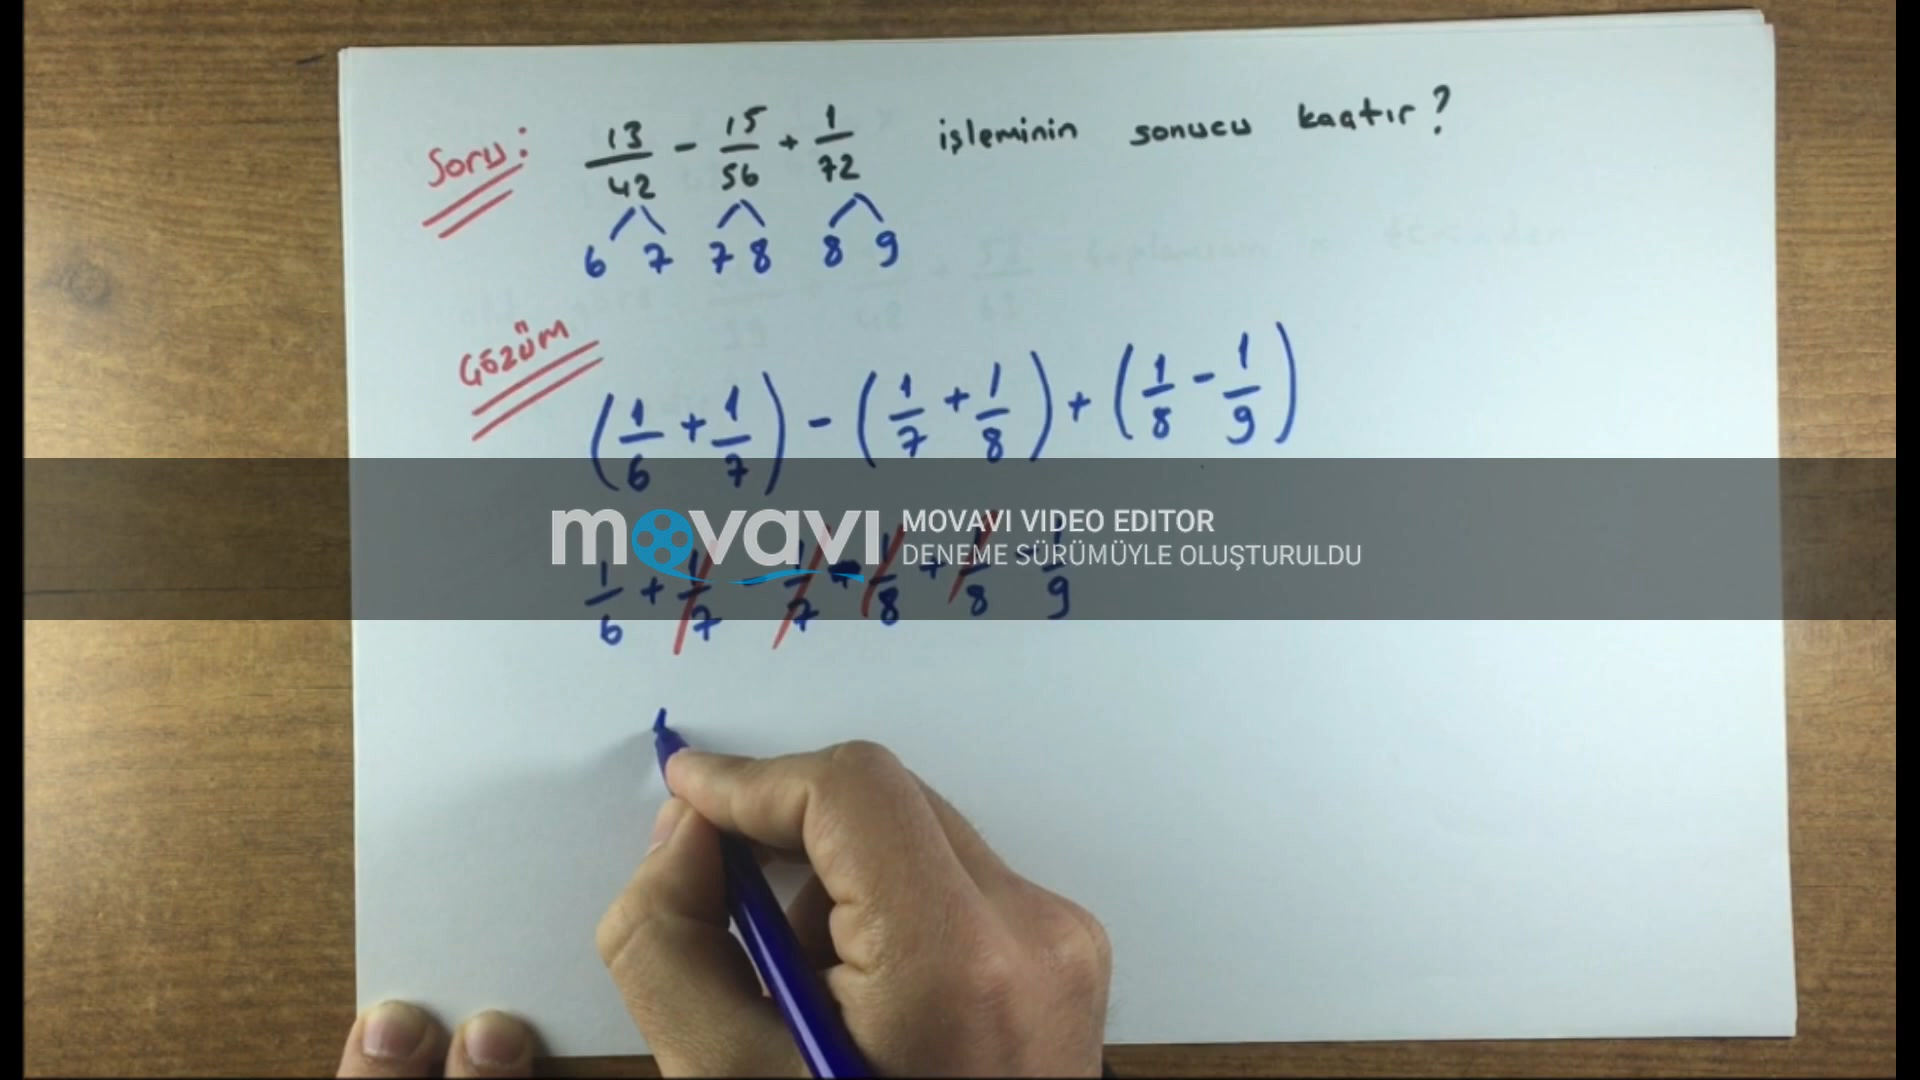 Soru: 13/42 - 15/56 + 1/72 işleminin sonucu kaçtır?
6 7 7 8 8 9
Çözüm
(1/6 + 1/7) - (1/7 + 1/8) + (1/8 - 1/9)
movavi MOVAVI VIDEO EDITOR
DENEME SÜRÜMÜYLE OLUŞTURULDU
1/6 + 1/7 - 1/7 - 1/8 + 1/8 - 1/9